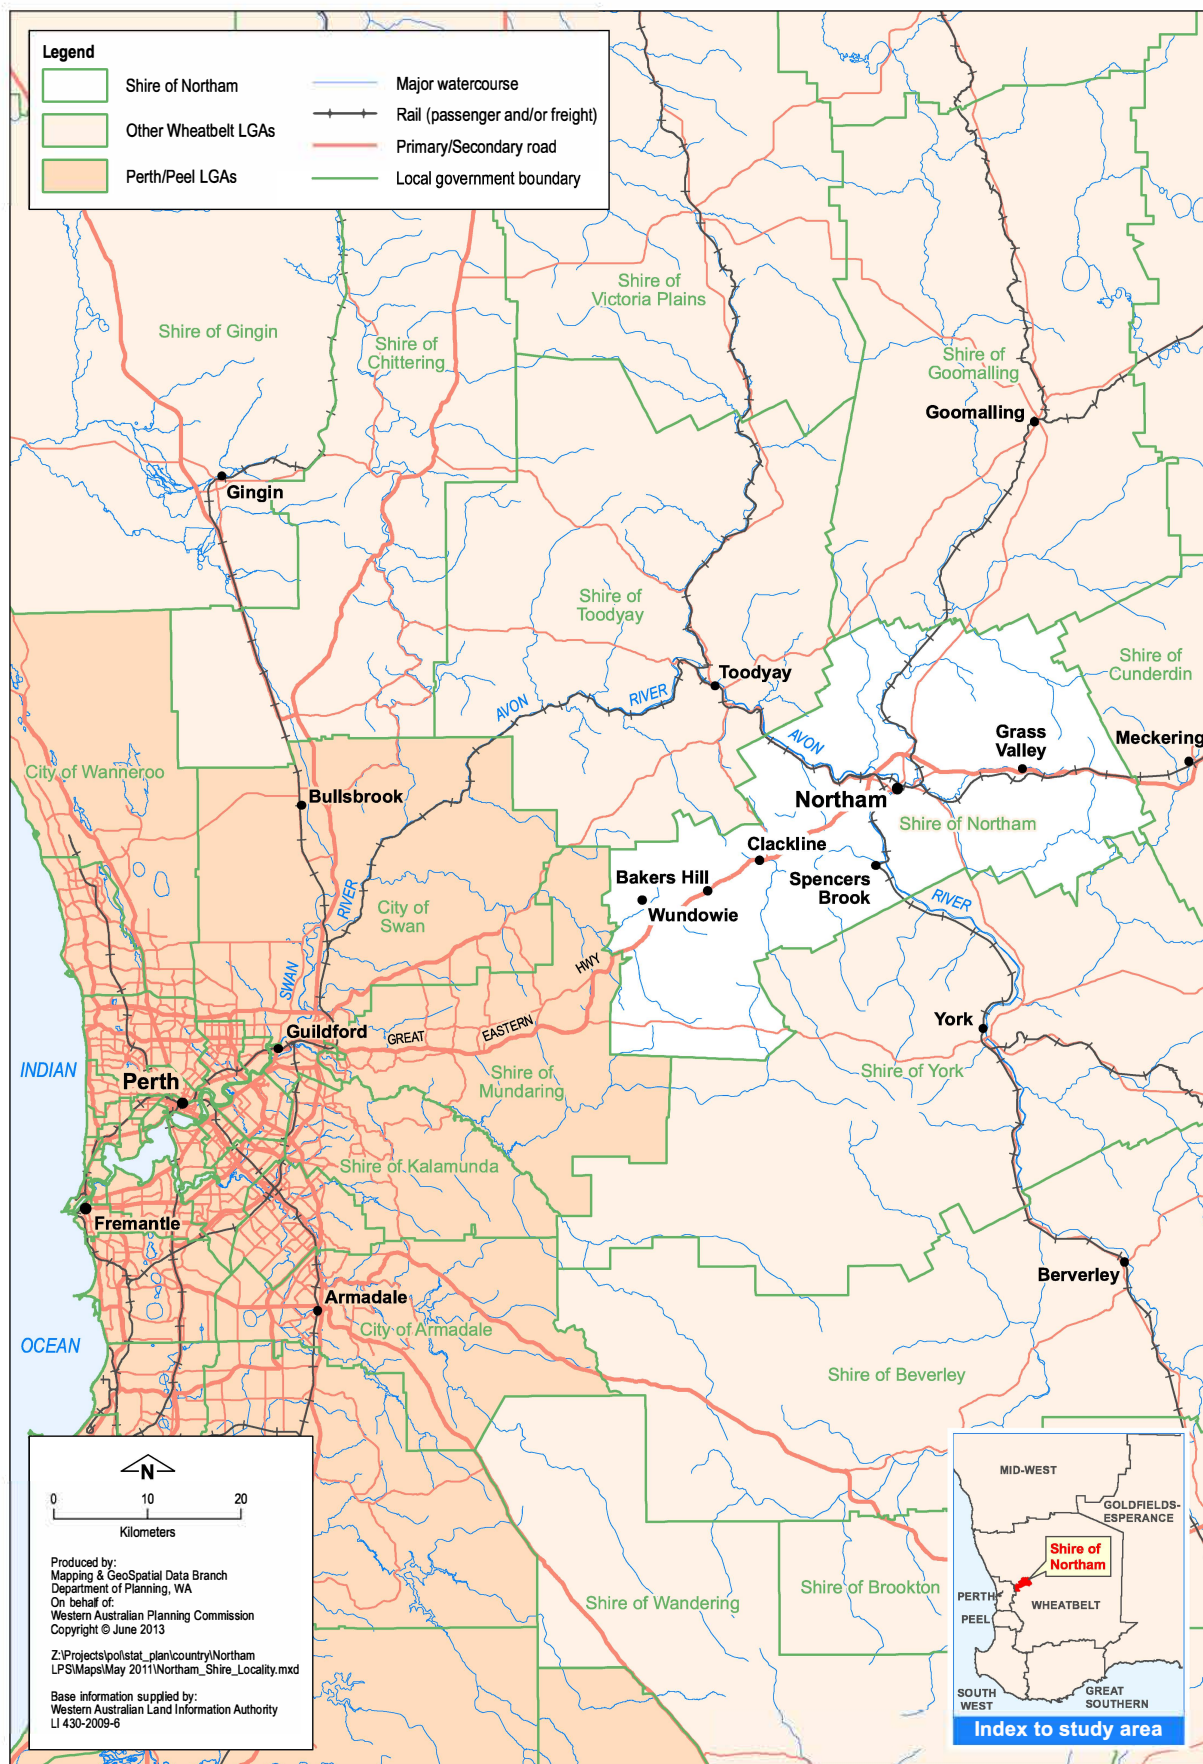 Legend
Shire of Northam
Other Wheatbelt LGAs
Perth/Peel LGAs
Major watercourse
Rail (passenger and/or freight)
Primary/Secondary road
Local government boundary
Shire of
Victoria Plains
Shire of Gingin
Shire of
Chittering
Shire of
Goomalling
Goomalling
Gingin
Shire of
Toodyay
Shire of
Cunderdin
Toodyay
AVON
RIVER
AVON
Grass
Valley
Meckering
City of Wanneroo
Bullsbrook
Northam
Shire of Northam
Clackline
Bakers Hill
Spencers
Brook
Wundowie
RIVER
RIVER
City of
Swan
HWY
SWAN
York
Guildford
GREAT
EASTERN
INDIAN
Perth
Shire of
Mundaring
Shire of York
Shire of Kalamunda
Fremantle
Berverley
Armadale
City of Armadale
OCEAN
Shire of Beverley
N
0
10
20
Kilometers
Produced by:
Mapping & GeoSpatial Data Branch
Department of Planning, WA
On behalf of:
Western Australian Planning Commission
Copyright © June 2013
Z:\Projects\pol\stat_plan\country\Northam
LPS\Maps\May 2011\Northam_Shire_Locality.mxd
Base information supplied by:
Western Australian Land Information Authority
LI 430-2009-6
Shire of Wandering
Shire of Brookton
MID-WEST
GOLDFIELDS-
ESPERANCE
Shire of
Northam
PERTH
WHEATBELT
PEEL
SOUTH
WEST
GREAT
SOUTHERN
Index to study area